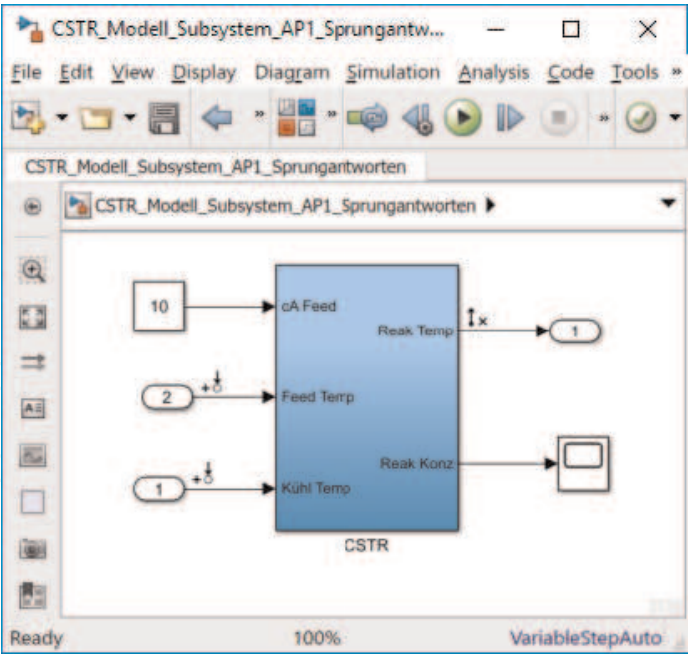 CSTR_Modell_Subsystem_AP1_Sprungantw...
File Edit View Display Diagram Simulation Analysis Code Tools »
» » »
CSTR_Modell_Subsystem_AP1_Sprungantworten
CSTR_Modell_Subsystem_AP1_Sprungantworten
10
cA Feed
Reak Temp
1
2
Feed Temp
Reak Konz
1
Kühl Temp
CSTR
Ready 100% VariableStepAuto